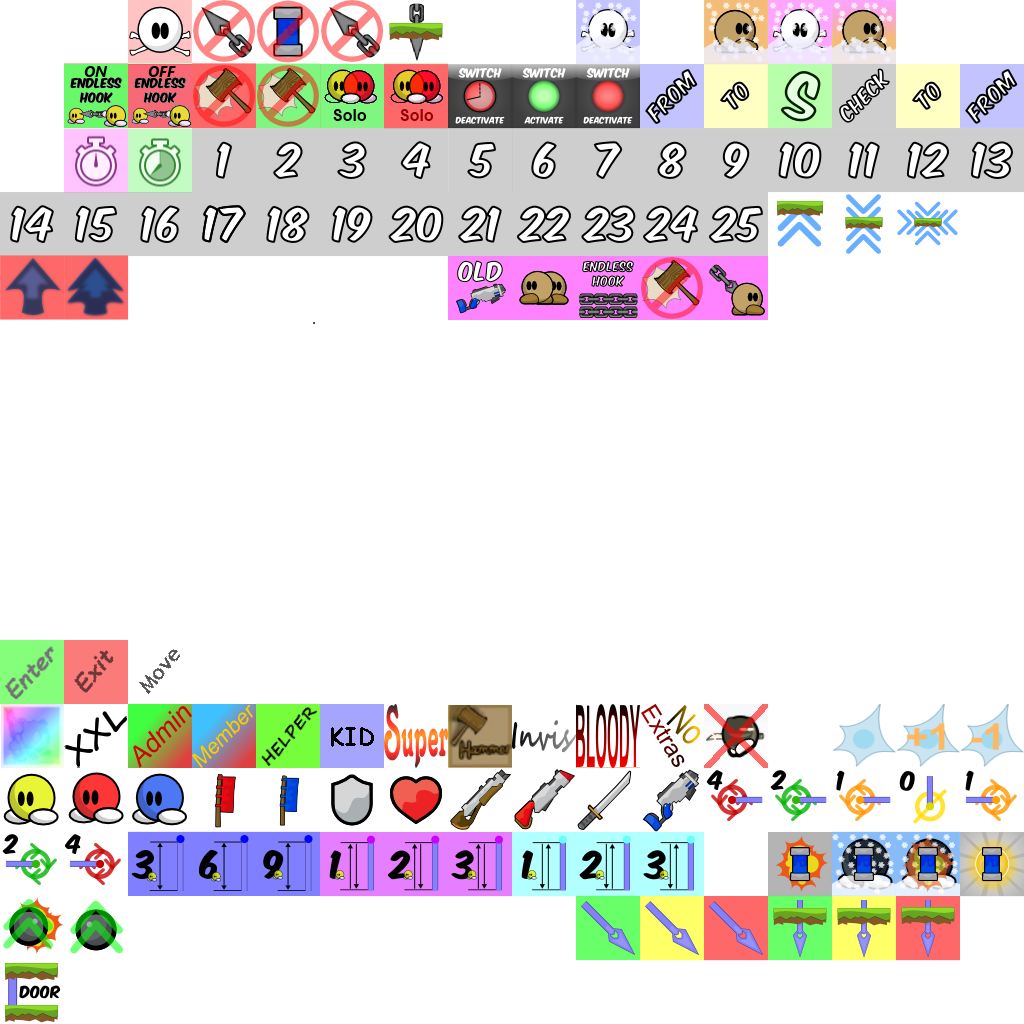 ON ENDLESS HOOK
OFF ENDLESS HOOK
Solo
Solo
SWITCH DEACTIVATE
SWITCH ACTIVATE
SWITCH DEACTIVATE
FROM
TO
S
CHECK
TO
FROM
1 2 3 4 5 6 7 8 9 10 11 12 13
14 15 16 17 18 19 20 21 22 23 24 25
OLD
ENDLESS HOOK
Enter
Exit
Move
XXL
Admin
Member
HELPER
KID
Super
Hammer
Invis
BLOODY
No Extras
+1
-1
4 2 1 0 1
2 4 3 6 9 1 2 3 1 2 3
DOOR